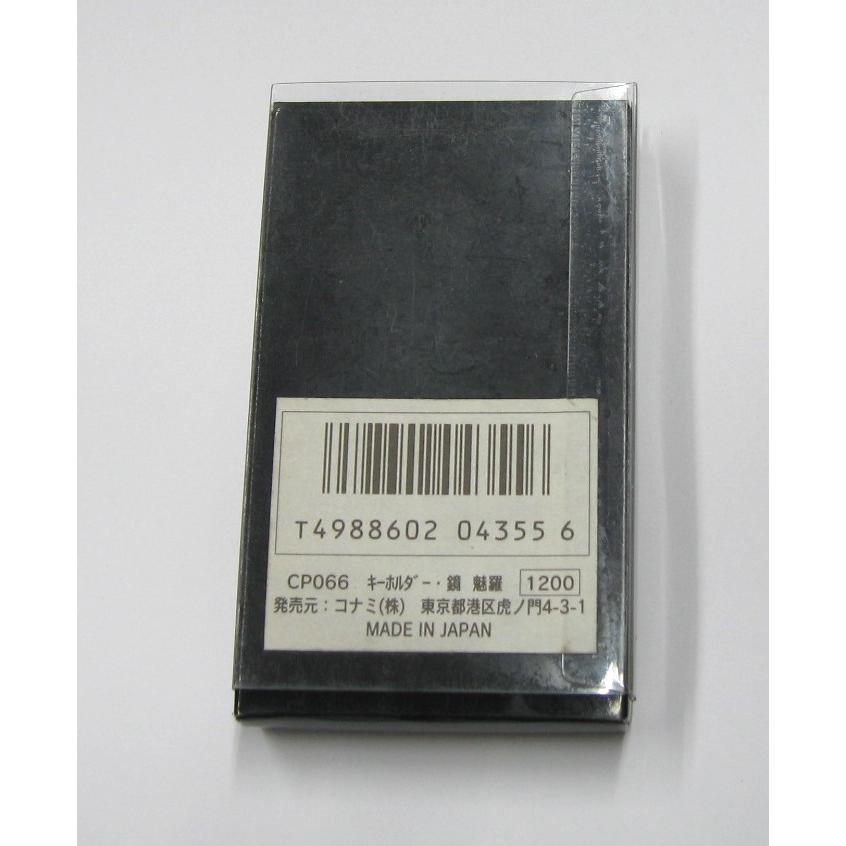 T4988602 04355 6
CP066 ｷｰﾎﾙﾀﾞｰ・鏡 魅羅 1200
発売元：コナミ(株) 東京都港区虎ノ門4-3-1
MADE IN JAPAN